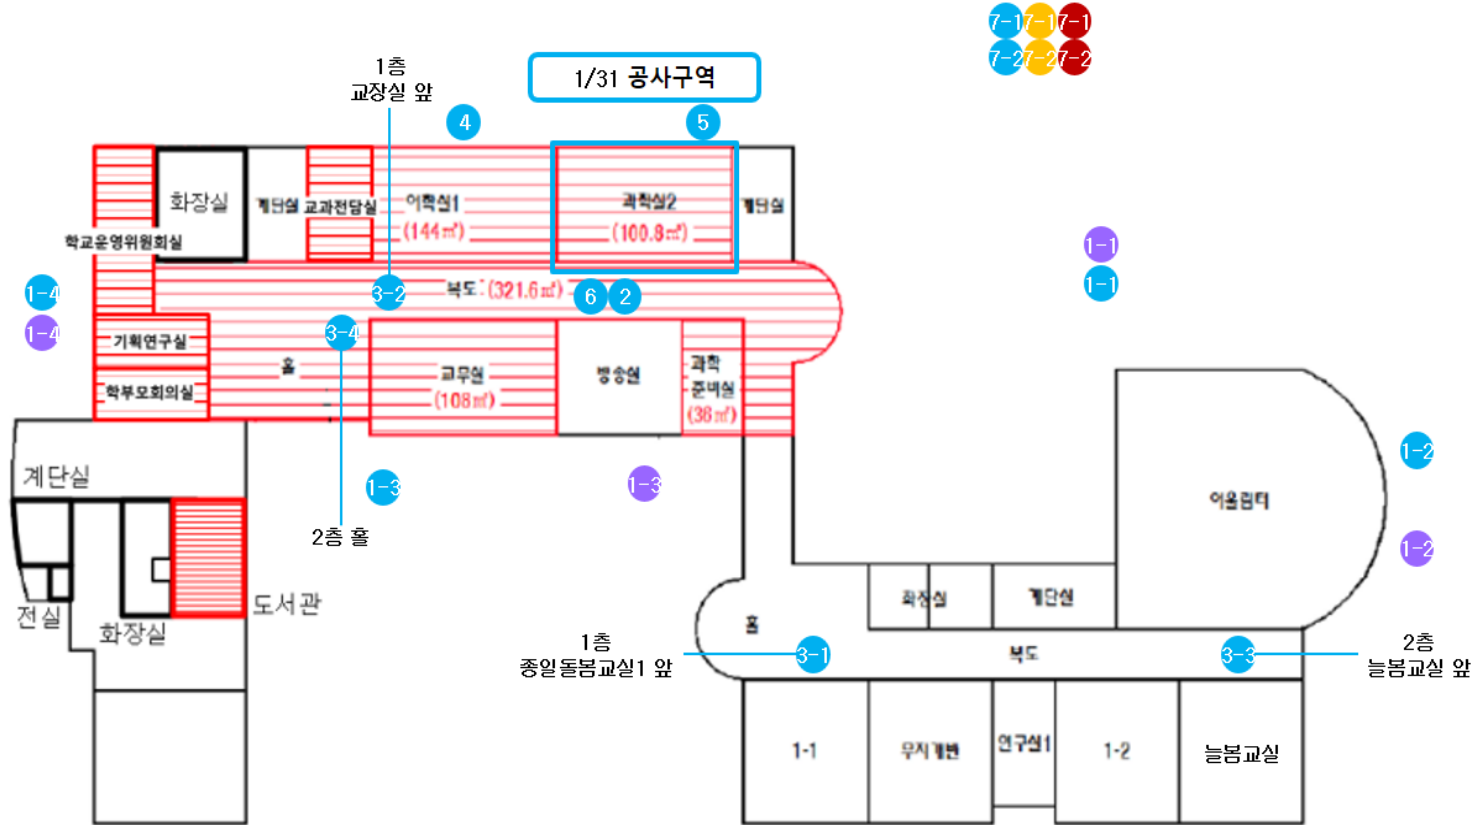 7-1 7-1 7-1
7-2 7-2 7-2
1층
교장실 앞
1/31 공사구역
4
5
화장실
계단실
교과전담실
어학실1
(144㎡)
과학실2
(100.8㎡)
계단실
학교운영위원회실
1-1
1-1
1-4
1-4
3-2
복도 (321.6㎡)
6
2
3-4
기획연구실
홀
교무실
(108㎡)
방송실
과학
준비실
(36㎡)
학부모회의실
계단실
1-3
1-3
2층 홀
어울림터
1-2
1-2
전실
화장실
도서관
화장실
계단실
홀
1층
종일돌봄교실1 앞
3-1
복도
3-3
2층
늘봄교실 앞
1-1
무지개반
연구실1
1-2
늘봄교실